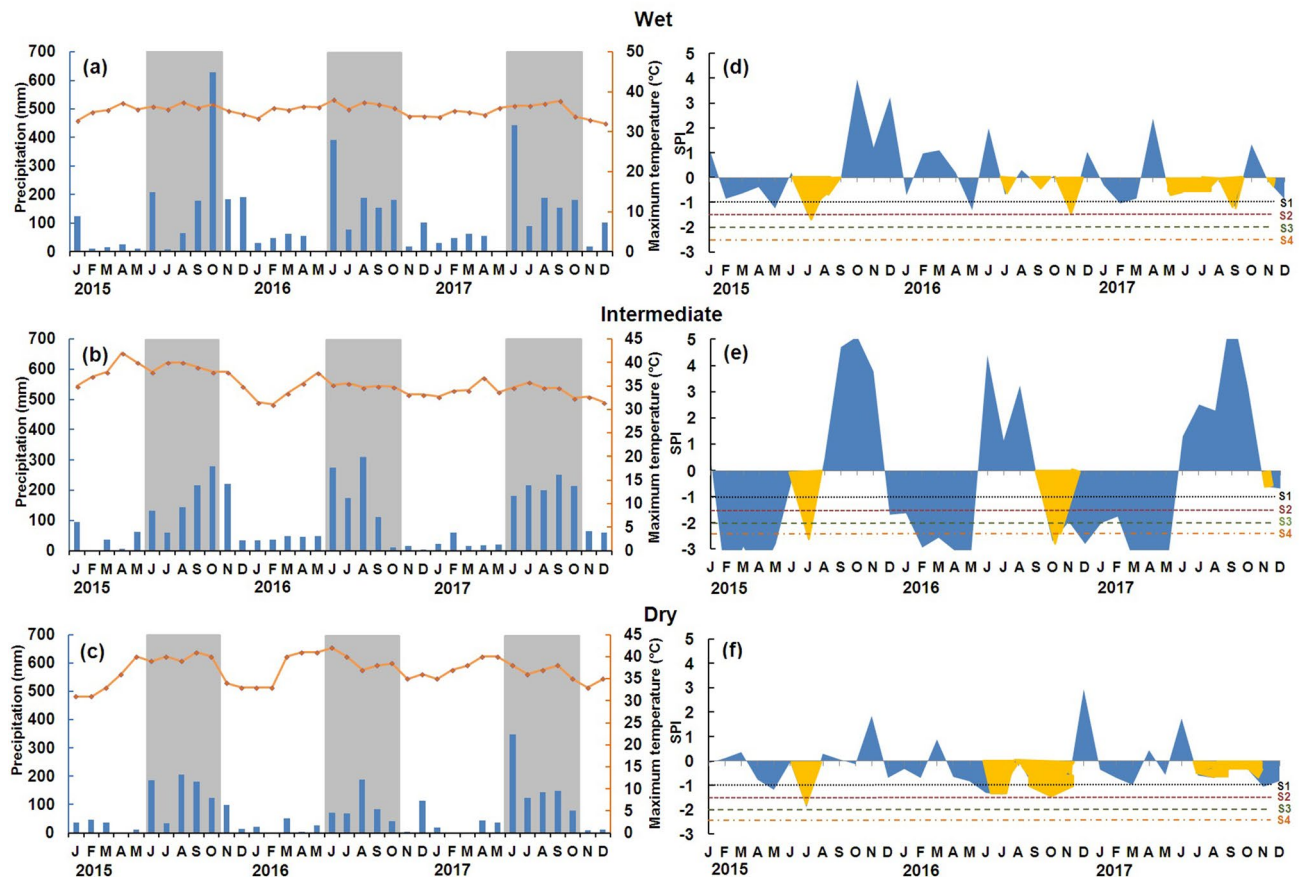 Wet
(a)
Precipitation (mm)
700
600
500
400
300
200
100
0
50
40
30
20
10
0
Maximum temperature (°C)
J F M A M J J A S O N D J F M A M J J A S O N D J F M A M J J A S O N D
2015 2016 2017
(d)
SPI
5
4
3
2
1
0
-1
-2
-3
S1
S2
S3
S4
J F M A M J J A S O N D J F M A M J J A S O N D J F M A M J J A S O N D
2015 2016 2017
Intermediate
(b)
Precipitation (mm)
700
600
500
400
300
200
100
0
45
40
35
30
25
20
15
10
5
0
Maximum temperature (°C)
J F M A M J J A S O N D J F M A M J J A S O N D J F M A M J J A S O N D
2015 2016 2017
(e)
SPI
5
4
3
2
1
0
-1
-2
-3
S1
S2
S3
S4
J F M A M J J A S O N D J F M A M J J A S O N D J F M A M J J A S O N D
2015 2016 2017
Dry
(c)
Precipitation (mm)
700
600
500
400
300
200
100
0
45
40
35
30
25
20
15
10
5
0
Maximum temperature (°C)
J F M A M J J A S O N D J F M A M J J A S O N D J F M A M J J A S O N D
2015 2016 2017
(f)
SPI
5
4
3
2
1
0
-1
-2
-3
S1
S2
S3
S4
J F M A M J J A S O N D J F M A M J J A S O N D J F M A M J J A S O N D
2015 2016 2017